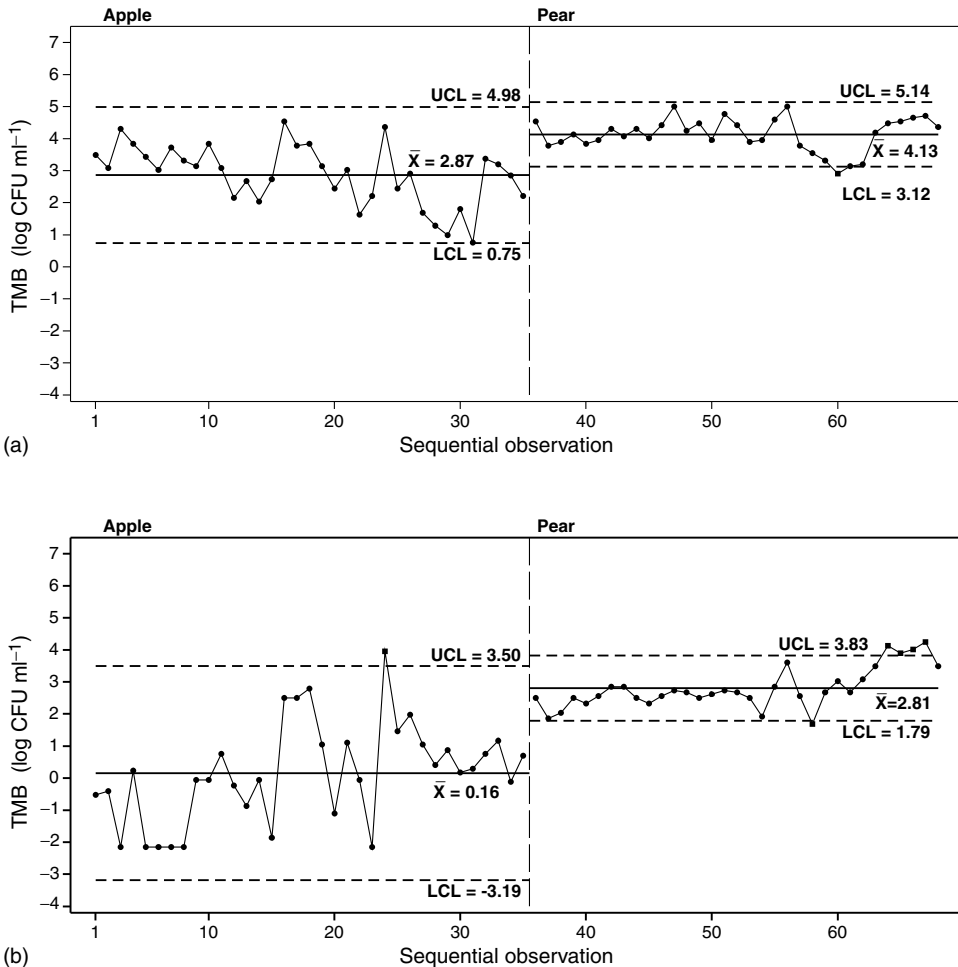 Apple Pear
7
6
5
4
3
2
1
0
−1
−2
−3
−4
TMB (log CFU ml−1)
UCL = 4.98
X̄ = 2.87
LCL = 0.75
UCL = 5.14
X̄ = 4.13
LCL = 3.12
1 10 20 30 40 50 60
Sequential observation
(a)
Apple Pear
7
6
5
4
3
2
1
0
−1
−2
−3
−4
TMB (log CFU ml−1)
UCL = 3.50
X̄ = 0.16
LCL = -3.19
UCL = 3.83
X̄=2.81
LCL = 1.79
1 10 20 30 40 50 60
Sequential observation
(b)